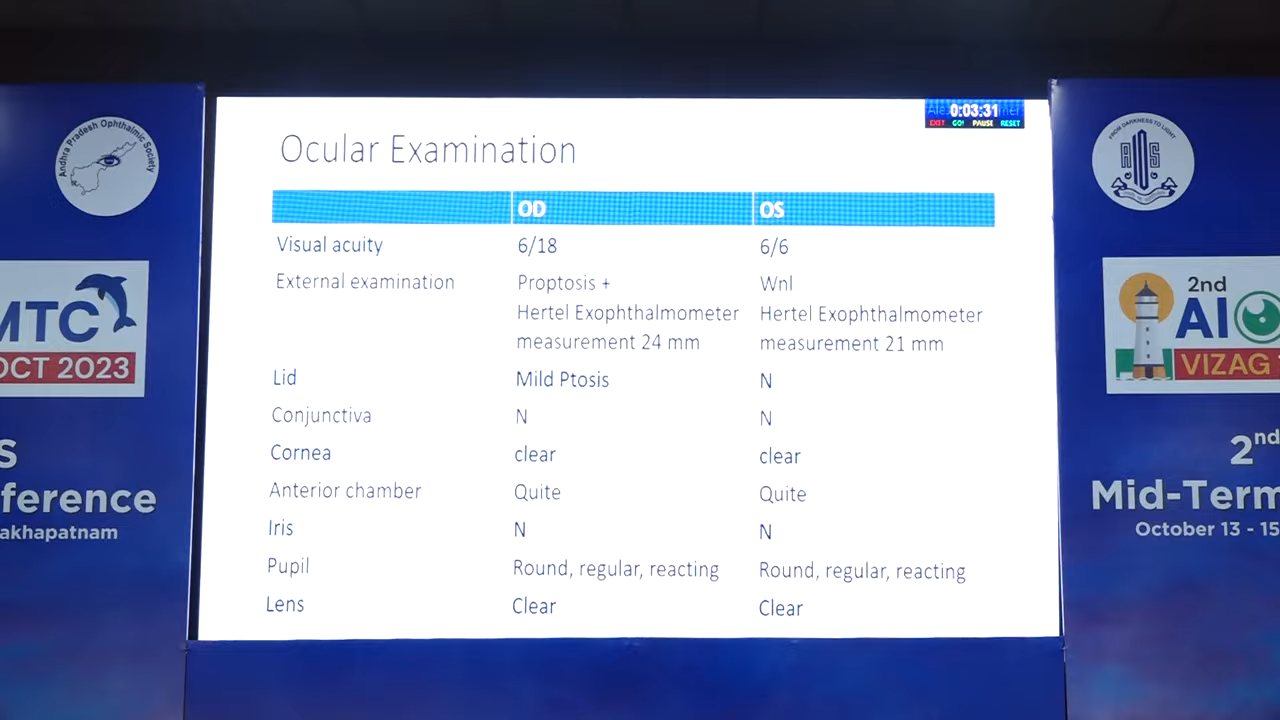 Andhra Pradesh Ophthalmic Society
MTC
OCT 2023
S
ference
akhapatnam
0:03:31
EXIT GO! PAUSE RESET
Ocular Examination
OD OS
Visual acuity 6/18 6/6
External examination Proptosis + Wnl
Hertel Exophthalmometer Hertel Exophthalmometer
measurement 24 mm measurement 21 mm
Lid Mild Ptosis N
Conjunctiva N N
Cornea clear clear
Anterior chamber Quite Quite
Iris N N
Pupil Round, regular, reacting Round, regular, reacting
Lens Clear Clear
FROM DARKNESS TO LIGHT
AIOS
2nd
AIO
VIZAG
2nd
Mid-Term
October 13 - 15